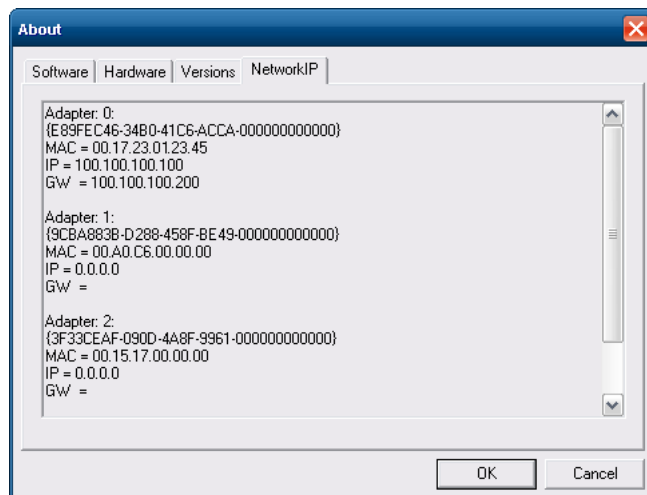 About
Software
Hardware
Versions
NetworkIP
Adapter: 0:
{E89FEC46-34B0-41C6-ACCA-000000000000}
MAC = 00.17.23.01.23.45
IP = 100.100.100.100
GW = 100.100.100.200
Adapter: 1:
{9CBA883B-D288-458F-BE49-000000000000}
MAC = 00.A0.C6.00.00.00
IP = 0.0.0.0
GW =
Adapter: 2:
{3F33CEAF-090D-4A8F-9961-000000000000}
MAC = 00.15.17.00.00.00
IP = 0.0.0.0
GW =
OK
Cancel